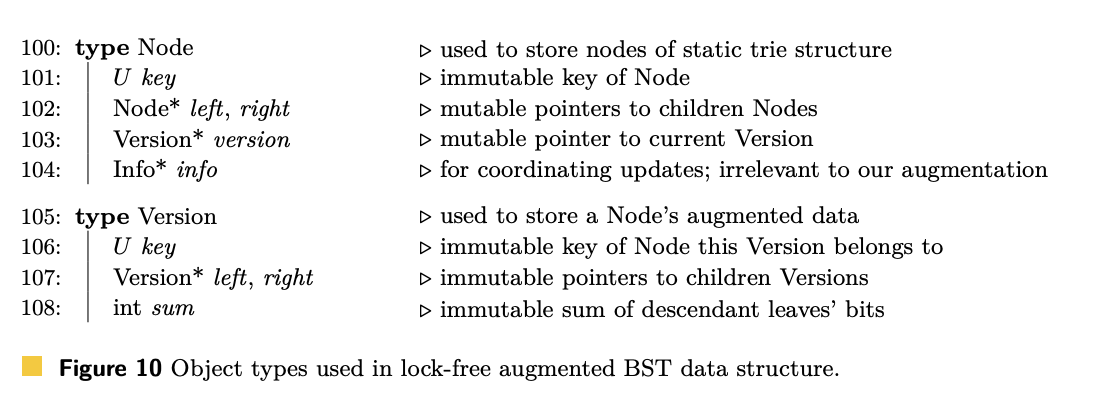 100: type Node ▷ used to store nodes of static trie structure
101: U key ▷ immutable key of Node
102: Node* left, right ▷ mutable pointers to children Nodes
103: Version* version ▷ mutable pointer to current Version
104: Info* info ▷ for coordinating updates; irrelevant to our augmentation
105: type Version ▷ used to store a Node's augmented data
106: U key ▷ immutable key of Node this Version belongs to
107: Version* left, right ▷ immutable pointers to children Versions
108: int sum ▷ immutable sum of descendant leaves' bits
Figure 10 Object types used in lock-free augmented BST data structure.